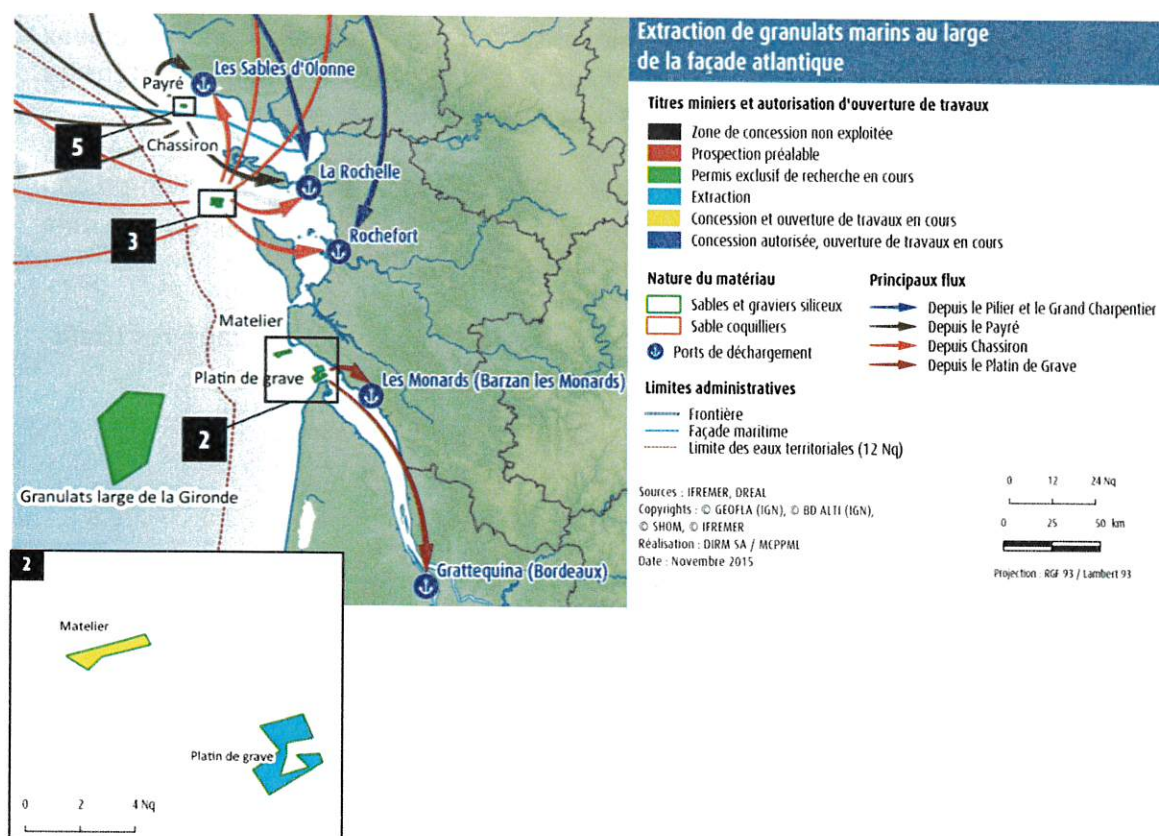 Extraction de granulats marins au large
de la façade atlantique
Titres miniers et autorisation d'ouverture de travaux
Zone de concession non exploitée
Prospection préalable
Permis exclusif de recherche en cours
Extraction
Concession et ouverture de travaux en cours
Concession autorisée, ouverture de travaux en cours
Nature du matériau
Sables et graviers siliceux
Sable coquilliers
Ports de déchargement
Principaux flux
Depuis le Pilier et le Grand Charpentier
Depuis le Payré
Depuis Chassiron
Depuis le Platin de Grave
Limites administratives
Frontière
Façade maritime
Limite des eaux territoriales (12 Nq)
Sources : IFREMER, DREAL
Copyrights : © GEOFLA (IGN), © BD ALTI (IGN),
© SHOM, © IFREMER
Réalisation : DIRM SA / MCPPML
Date : Novembre 2015
0 12 24 Nq
0 25 50 km
Projection : RGF 93 / Lambert 93
Les Sables d'Olonne
Payré
5
Chassiron
La Rochelle
3
Rochefort
Matelier
Platin de grave
Les Monards (Barzan les Monards)
2
Granulats large de la Gironde
Grattequina (Bordeaux)
2
Matelier
Platin de grave
0 2 4 Nq